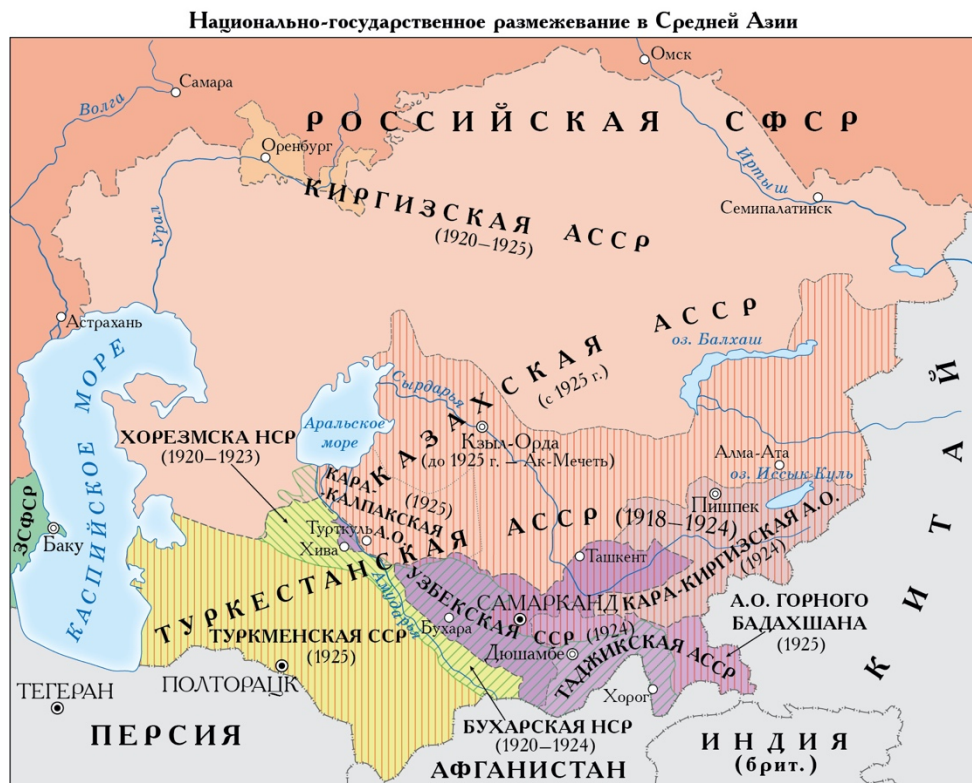 Национально-государственное размежевание в Средней Азии
Омск
Самара
Волга
РОССИЙСКАЯ СФСР
Оренбург
Иртыш
КИРГИЗСКАЯ АССР
(1920–1925)
Семипалатинск
Урал
Астрахань
КАСПИЙСКОЕ МОРЕ
КАЗАХСКАЯ АССР
(с 1925 г.)
оз. Балхаш
Сырдарья
Аральское
море
ХОРЕЗМСКА НСР
(1920–1923)
Кзыл-Орда
(до 1925 г. — Ак-Мечеть)
Алма-Ата
оз. Иссык-Куль
КИТАЙ
КАРА-
-КАЛПАКСКАЯ
А.О.
(1925)
Пишпек
ЗСФСР
Баку
Турткуль
Хива
ТУРКЕСТАНСКАЯ АССР (1918–1924)
Ташкент
КАРА-КИРГИЗСКАЯ А.О.
(1924)
Амударья
УЗБЕКСКАЯ ССР (1924)
САМАРКАНД
Бухара
А.О. ГОРНОГО
БАДАХШАНА
(1925)
ТУРКМЕНСКАЯ ССР
(1925)
Дюшамбе
ТАДЖИКСКАЯ АССР
ПОЛТОРАЦК
ТЕГЕРАН
Хорог
БУХАРСКАЯ НСР
(1920–1924)
ПЕРСИЯ
АФГАНИСТАН
ИНДИЯ
(брит.)